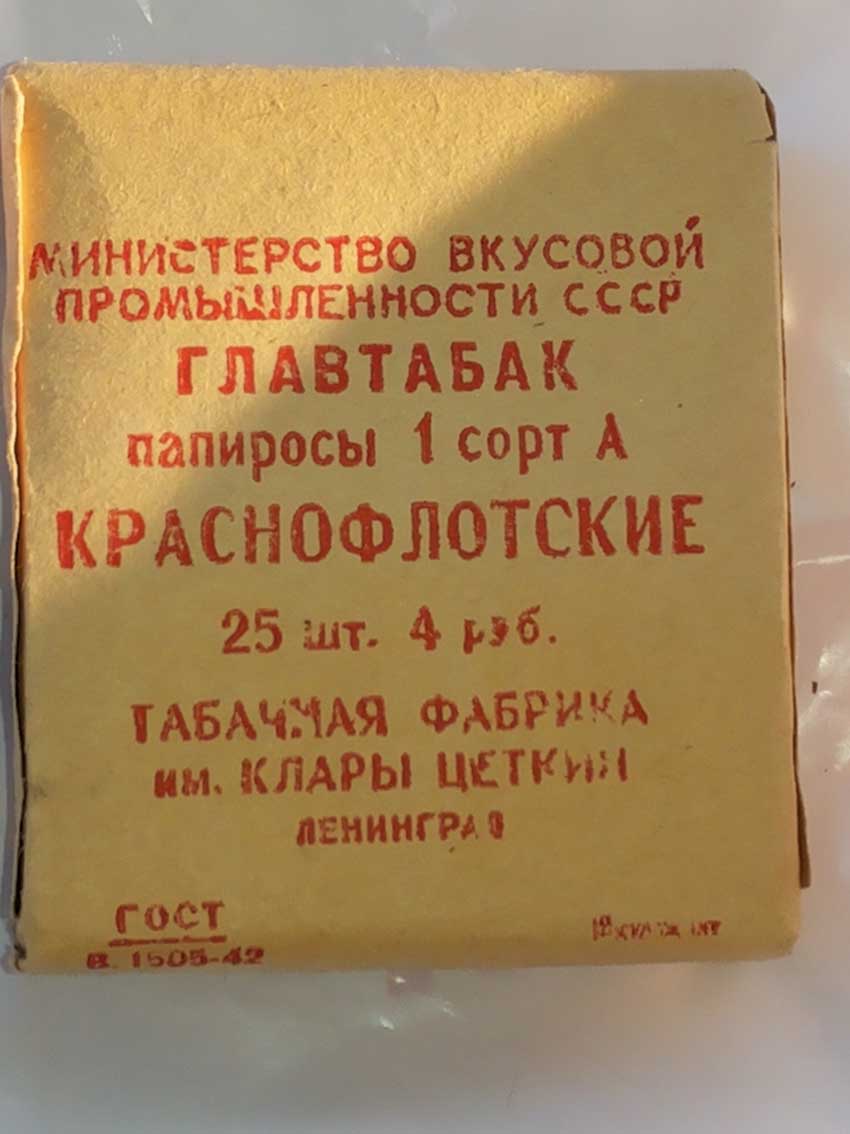 МИНИСТЕРСТВО ВКУСОВОЙ
ПРОМЫШЛЕННОСТИ СССР
ГЛАВТАБАК
папиросы 1 сорт А
КРАСНОФЛОТСКИЕ
25 шт. 4 руб.
ТАБАЧНАЯ ФАБРИКА
им. КЛАРЫ ЦЕТКИН
ЛЕНИНГРАД
ГОСТ
В. 1505-42